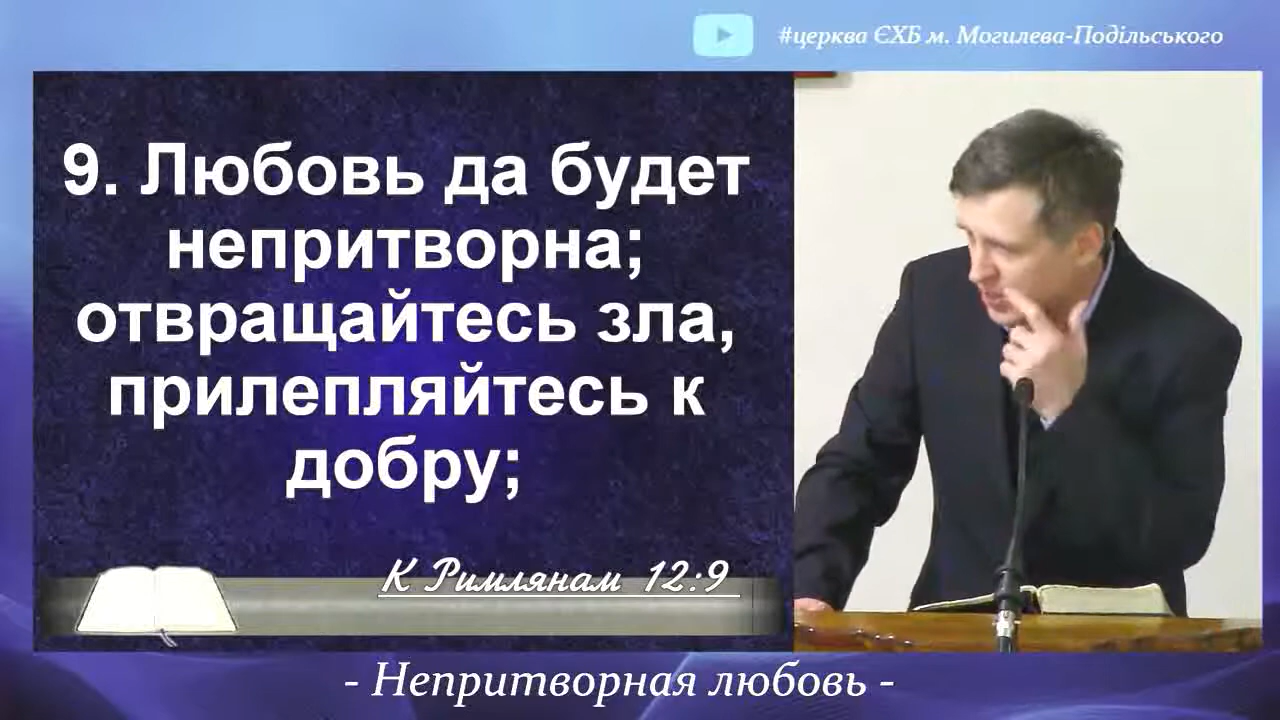 #церква ЄХБ м. Могилева-Подільського
9. Любовь да будет
непритворна;
отвращайтесь зла,
прилепляйтесь к
добру;
К Римлянам 12:9
- Непритворная любовь -